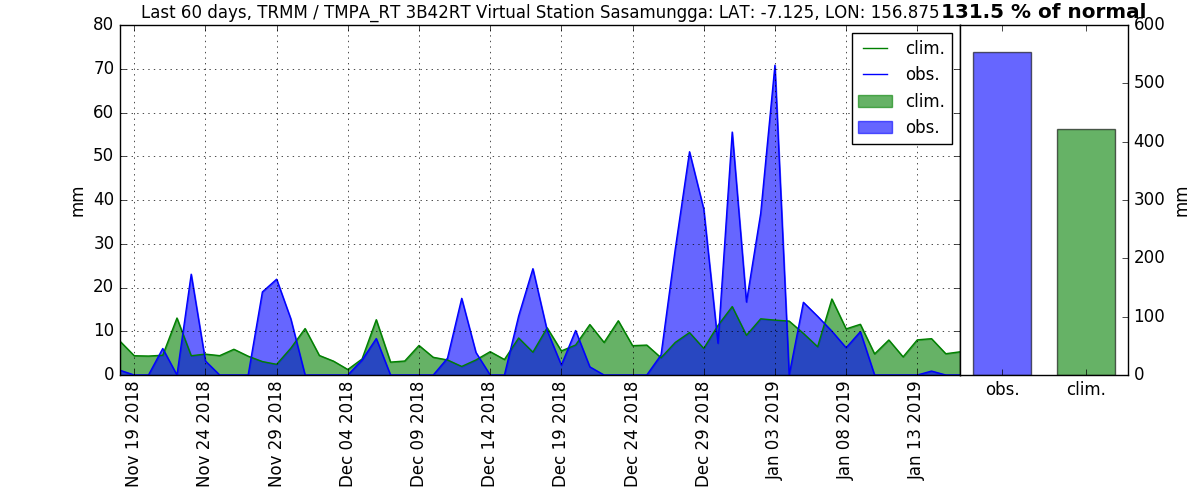 Last 60 days, TRMM / TMPA_RT 3B42RT Virtual Station Sasamungga: LAT: -7.125, LON: 156.875
131.5 % of normal
80
70
60
50
40
30
20
10
0
mm
clim.
obs.
clim.
obs.
Nov 19 2018
Nov 24 2018
Nov 29 2018
Dec 04 2018
Dec 09 2018
Dec 14 2018
Dec 19 2018
Dec 24 2018
Dec 29 2018
Jan 03 2019
Jan 08 2019
Jan 13 2019
600
500
400
300
200
100
0
mm
obs.
clim.